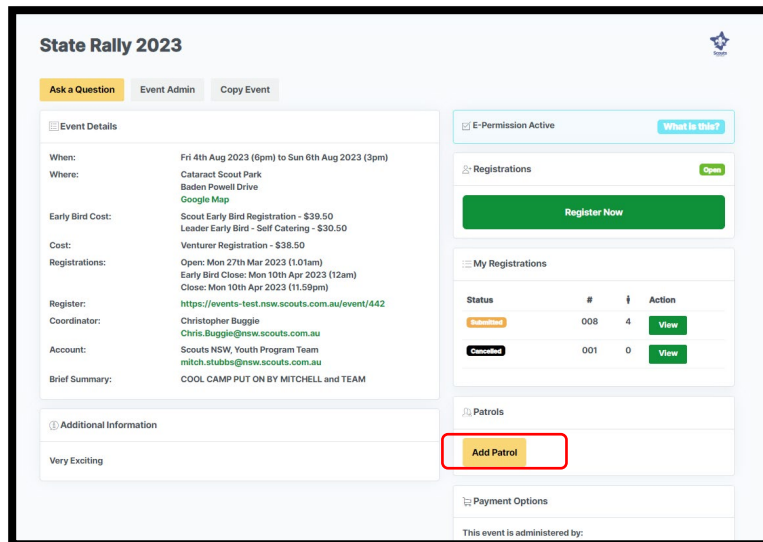 State Rally 2023
Scouts
Ask a Question
Event Admin
Copy Event
Event Details
When: Fri 4th Aug 2023 (6pm) to Sun 6th Aug 2023 (3pm)
Where: Cataract Scout Park
Baden Powell Drive
Google Map
Early Bird Cost: Scout Early Bird Registration - $39.50
Leader Early Bird - Self Catering - $30.50
Cost: Venturer Registration - $38.50
Registrations: Open: Mon 27th Mar 2023 (1.01am)
Early Bird Close: Mon 10th Apr 2023 (12am)
Close: Mon 10th Apr 2023 (11.59pm)
Register: https://events-test.nsw.scouts.com.au/event/442
Coordinator: Christopher Buggie
Chris.Buggie@nsw.scouts.com.au
Account: Scouts NSW, Youth Program Team
mitch.stubbs@nsw.scouts.com.au
Brief Summary: COOL CAMP PUT ON BY MITCHELL and TEAM
Additional Information
Very Exciting
E-Permission Active
What is this?
Registrations
Open
Register Now
My Registrations
Status # Action
Submitted 008 4 View
Cancelled 001 0 View
Patrols
Add Patrol
Payment Options
This event is administered by: